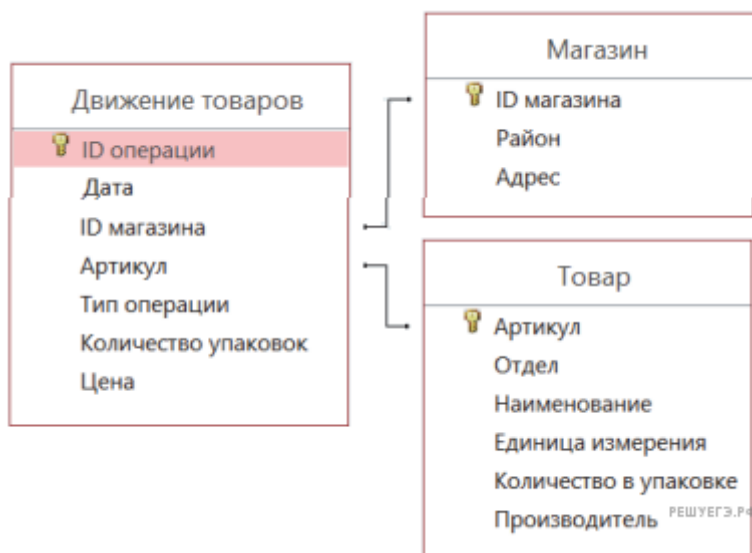 Движение товаров
ID операции
Дата
ID магазина
Артикул
Тип операции
Количество упаковок
Цена
Магазин
ID магазина
Район
Адрес
Товар
Артикул
Отдел
Наименование
Единица измерения
Количество в упаковке
Производитель
РЕШУЕГЭ.РФ